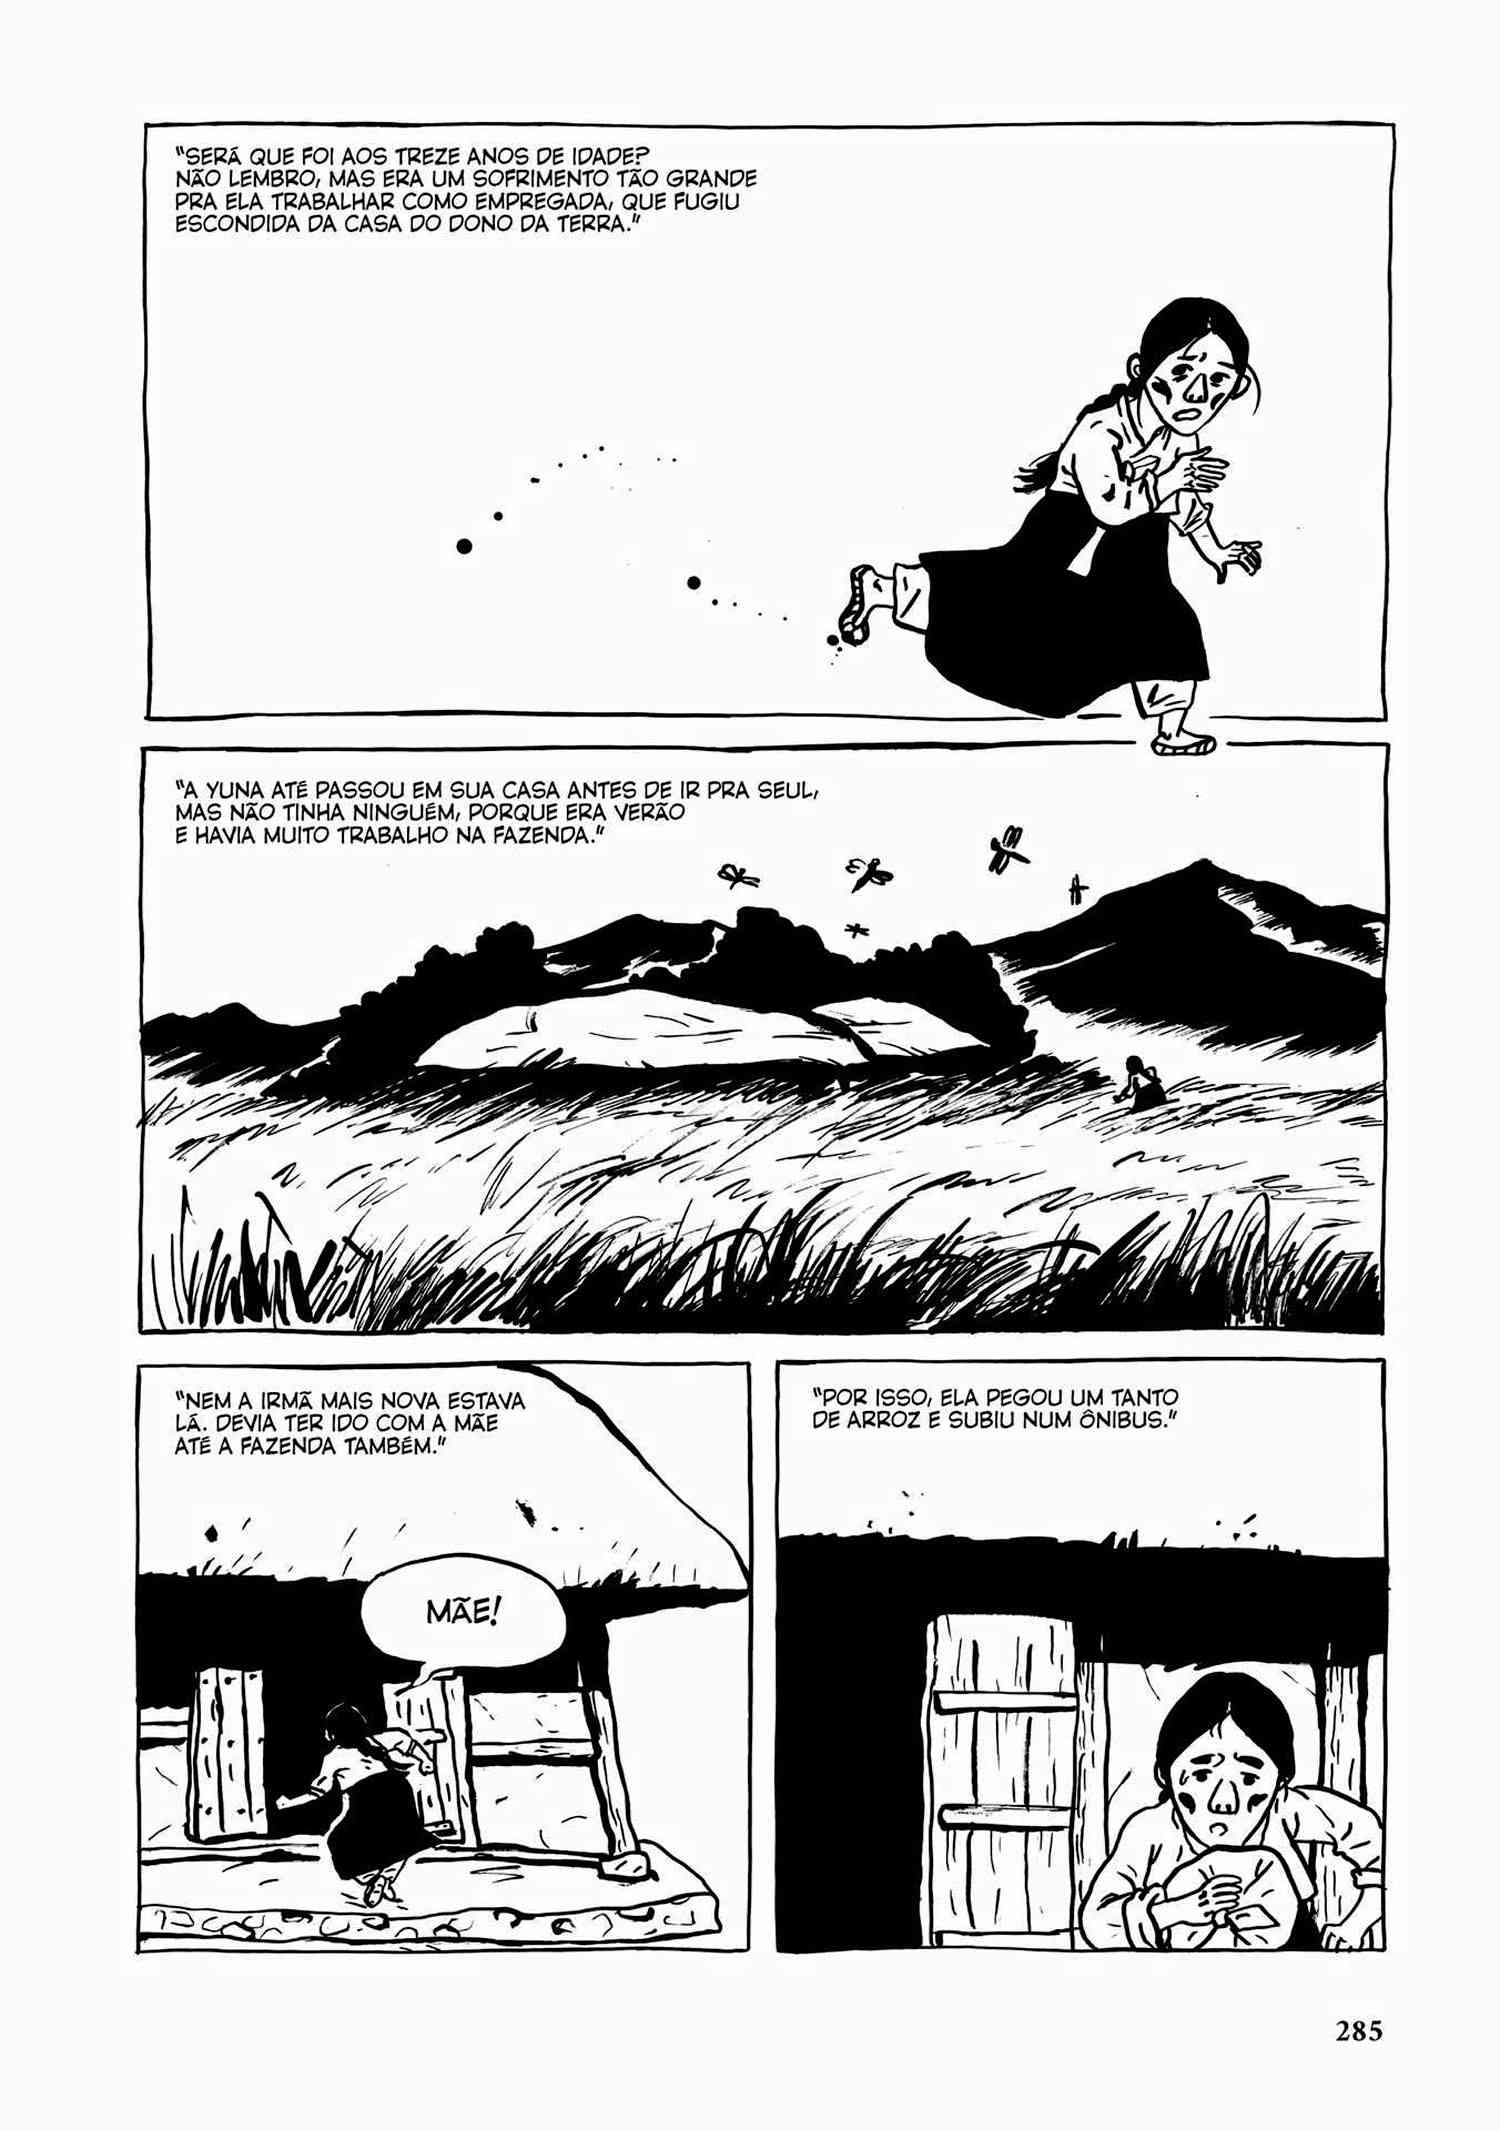 "SERÁ QUE FOI AOS TREZE ANOS DE IDADE?
NÃO LEMBRO, MAS ERA UM SOFRIMENTO TÃO GRANDE
PRA ELA TRABALHAR COMO EMPREGADA, QUE FUGIU
ESCONDIDA DA CASA DO DONO DA TERRA."
"A YUNA ATÉ PASSOU EM SUA CASA ANTES DE IR PRA SEUL,
MAS NÃO TINHA NINGUÉM, PORQUE ERA VERÃO
E HAVIA MUITO TRABALHO NA FAZENDA."
"NEM A IRMÃ MAIS NOVA ESTAVA
LÁ. DEVIA TER IDO COM A MÃE
ATÉ A FAZENDA TAMBÉM."
MÃE!
"POR ISSO, ELA PEGOU UM TANTO
DE ARROZ E SUBIU NUM ÔNIBUS."
285